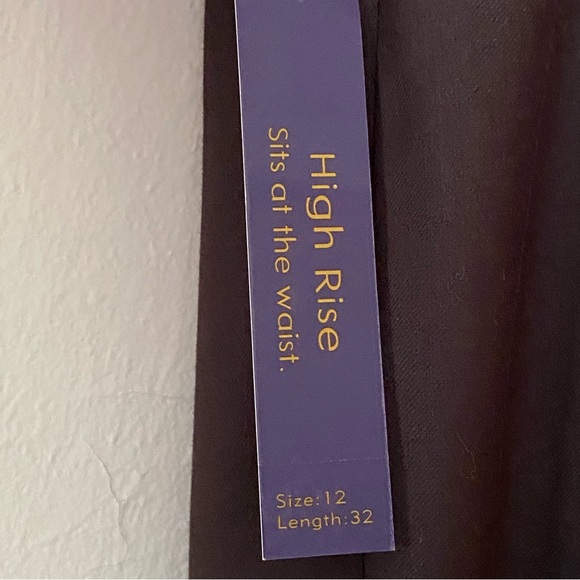 High Rise
Sits at the waist.
Size:12
Length:32